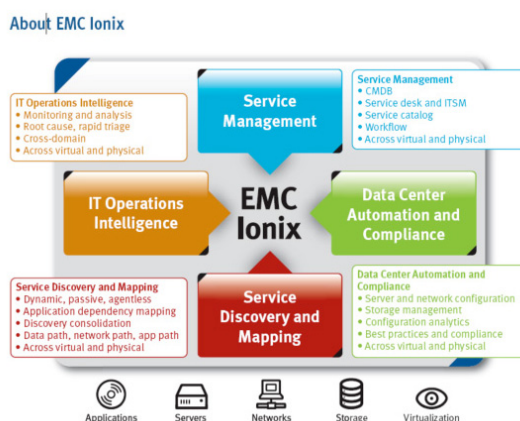 About EMC Ionix
Service
Management
Service Management
• CMDB
• Service desk and ITSM
• Service catalog
• Workflow
• Across virtual and physical
IT Operations Intelligence
• Monitoring and analysis
• Root cause, rapid triage
• Cross-domain
• Across virtual and physical
IT Operations
Intelligence
EMC
Ionix
Data Center
Automation and
Compliance
Service Discovery and Mapping
• Dynamic, passive, agentless
• Application dependency mapping
• Discovery consolidation
• Data path, network path, app path
• Across virtual and physical
Service
Discovery and
Mapping
Data Center Automation and
Compliance
• Server and network configuration
• Storage management
• Configuration analytics
• Best practices and compliance
• Across virtual and physical
Applications
Servers
Networks
Storage
Virtualization